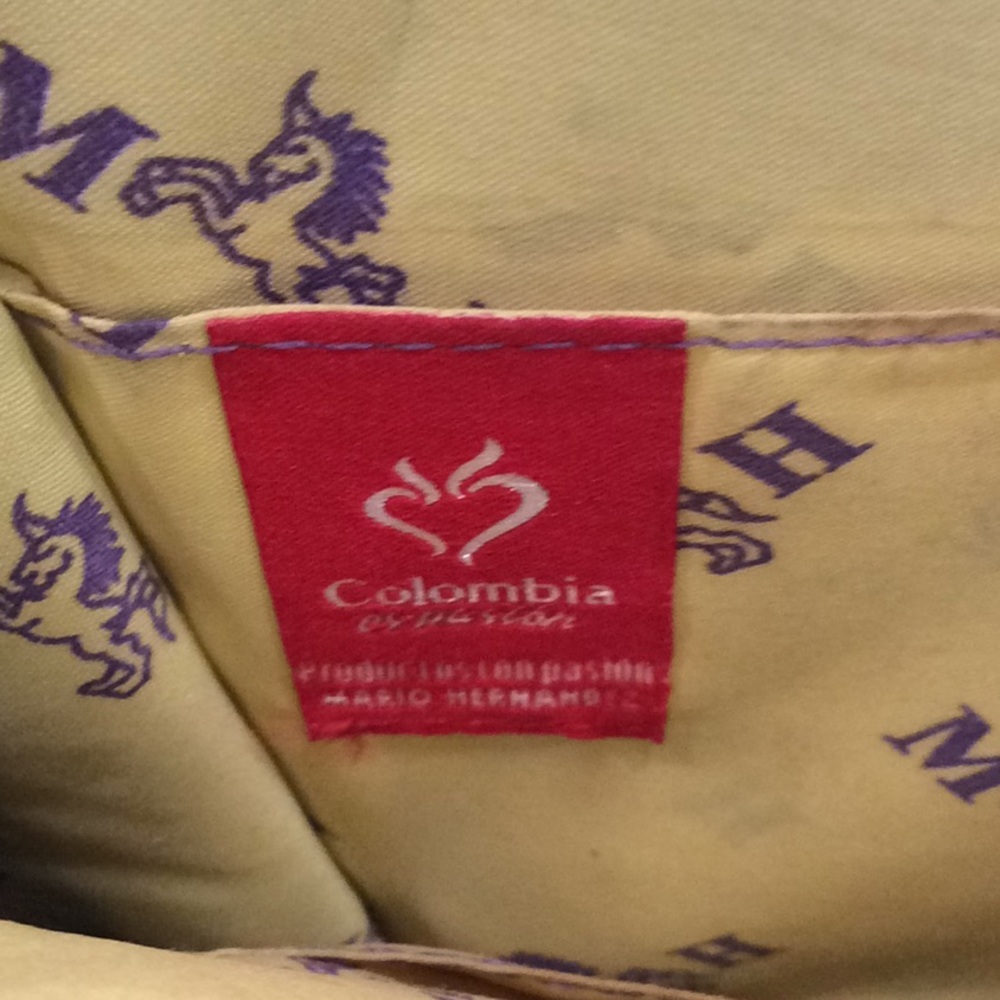 M
H
Colombia
es pasión
Productos con pasión
MARIO HERNANDEZ
M
H